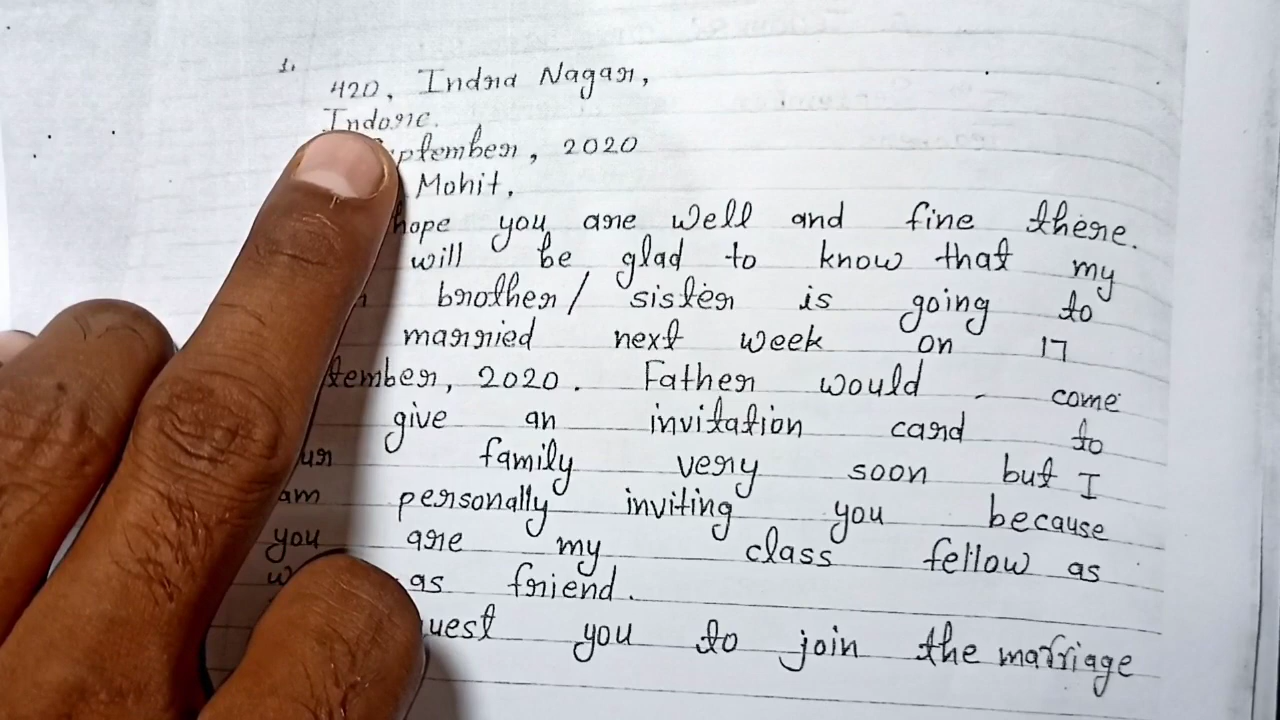 1.
420, Indra Nagar,
Indore.
ptember, 2020
Mohit,
hope you are well and fine there.
will be glad to know that my
brother/ sister is going to
married next week on 17
tember, 2020. Father would come
give an invitation card to
ur family very soon but I
am personally inviting you because
you are my class fellow as
w as friend.
uest you to join the marriage